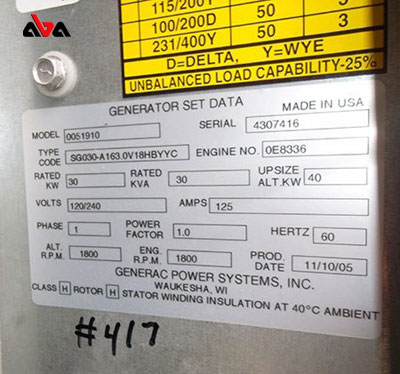 aba
115/200Y 50 3
100/200D 50 3
231/400Y
D=DELTA, Y=WYE
UNBALANCED LOAD CAPABILITY-25%
GENERATOR SET DATA
MADE IN USA
MODEL 0051910 SERIAL 4307416
TYPE CODE SG030-A163.0V18HBYYC ENGINE NO. 0E8336
RATED KW 30 RATED KVA 30 UPSIZE ALT.KW 40
VOLTS 120/240 AMPS 125
PHASE 1 POWER FACTOR 1.0 HERTZ 60
ALT. R.P.M. 1800 ENG. R.P.M. 1800 PROD. DATE 11/10/05
GENERAC POWER SYSTEMS, INC.
WAUKESHA, WI
CLASS H ROTOR H STATOR WINDING INSULATION AT 40°C AMBIENT
#417